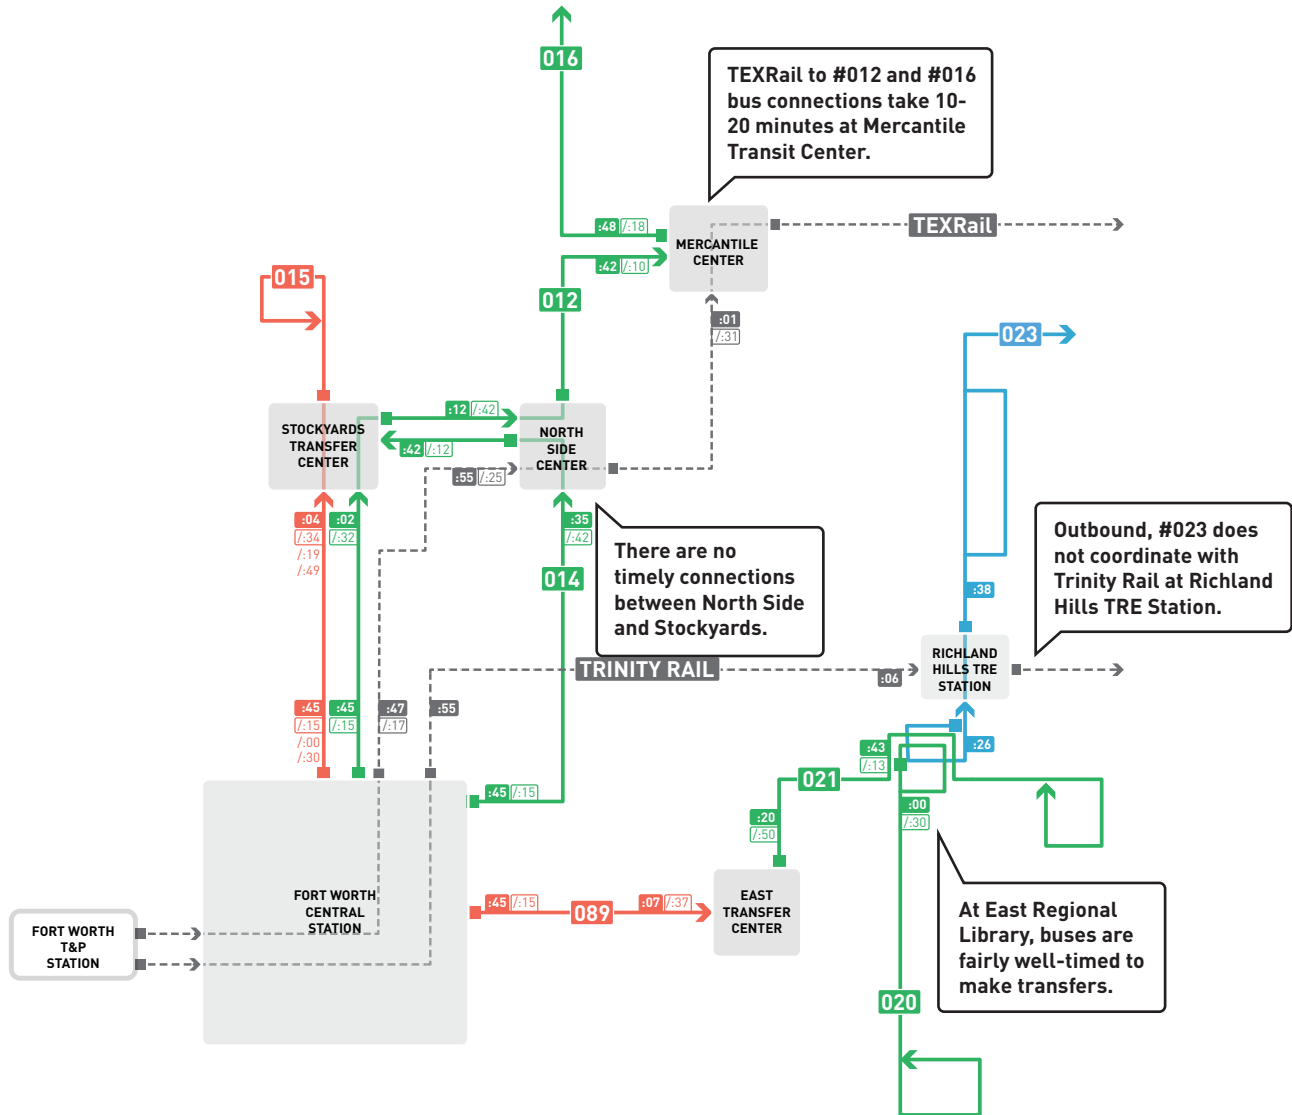 016
TEXRail to #012 and #016
bus connections take 10-
20 minutes at Mercantile
Transit Center.
:48 /:18
TEXRail
MERCANTILE
CENTER
:42 /:10
015
012
:01
/:31
023
:12 /:42
STOCKYARDS
TRANSFER
CENTER
NORTH
SIDE
CENTER
:42 /:12
:55 /:25
:04
/:34
/:19
/:49
:02
/:32
:35
/:42
014
There are no
timely connections
between North Side
and Stockyards.
Outbound, #023 does
not coordinate with
Trinity Rail at Richland
Hills TRE Station.
:38
RICHLAND
HILLS TRE
STATION
TRINITY RAIL
:06
:45
/:15
/:00
/:30
:45
/:15
:47
/:17
:55
:26
:43
/:13
021
:45 /:15
:00
/:30
:20
/:50
FORT WORTH
CENTRAL
STATION
:45 /:15
089
:07 /:37
EAST
TRANSFER
CENTER
At East Regional
Library, buses are
fairly well-timed to
make transfers.
FORT WORTH
T&P
STATION
020